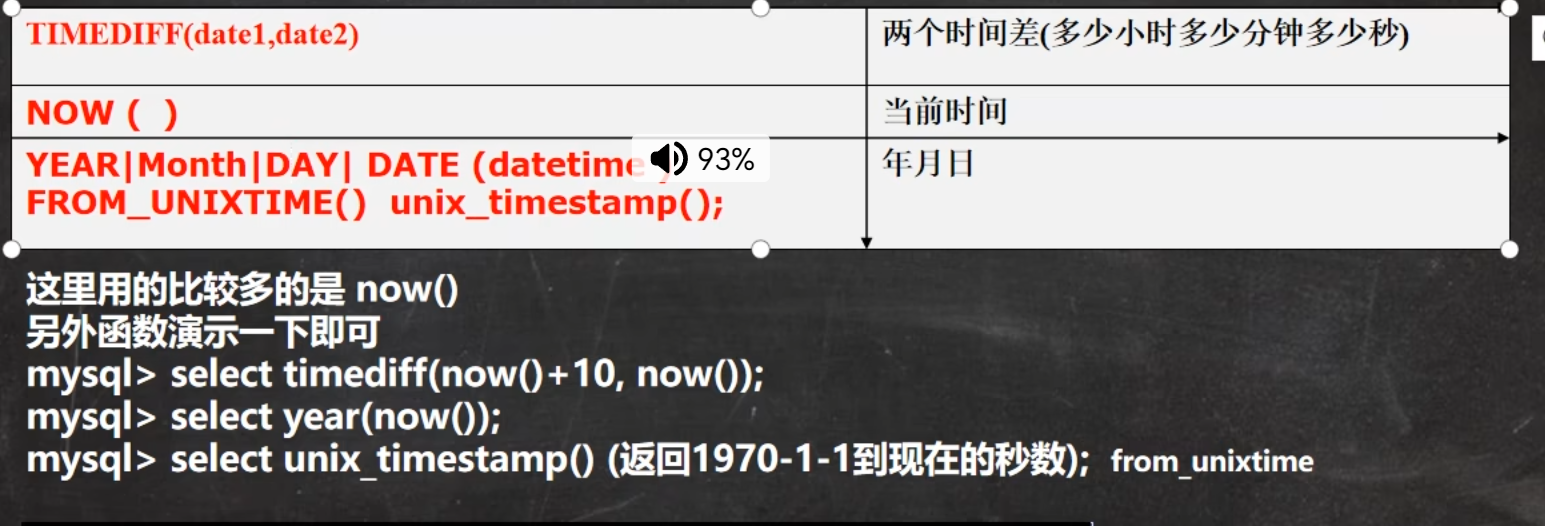 TIMEDIFF(date1,date2)
两个时间差(多少小时多少分钟多少秒)
NOW ( )
当前时间
YEAR|Month|DAY| DATE (datetime
93%
年月日
FROM_UNIXTIME() unix_timestamp();
这里用的比较多的是 now()
另外函数演示一下即可
mysql> select timediff(now()+10, now());
mysql> select year(now());
mysql> select unix_timestamp() (返回1970-1-1到现在的秒数); from_unixtime